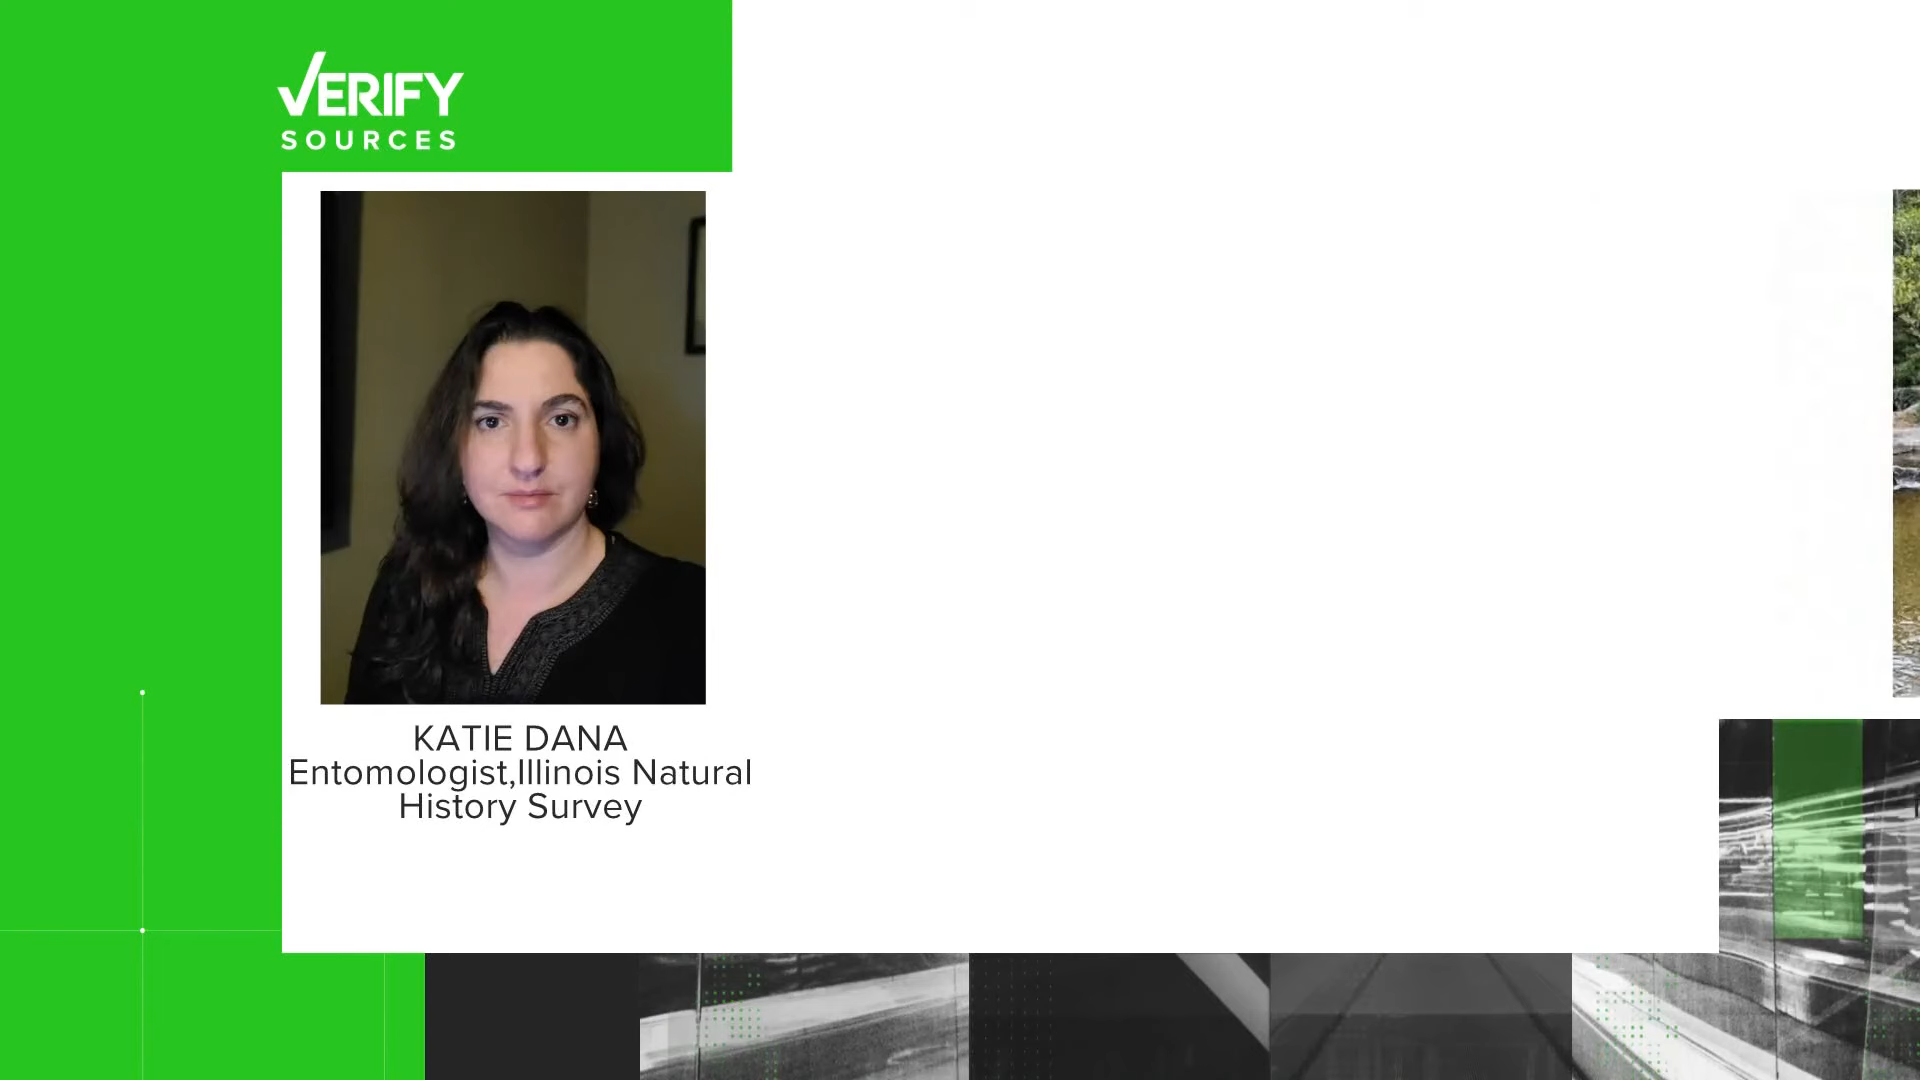 VERIFY
SOURCES
KATIE DANA
Entomologist,Illinois Natural
History Survey